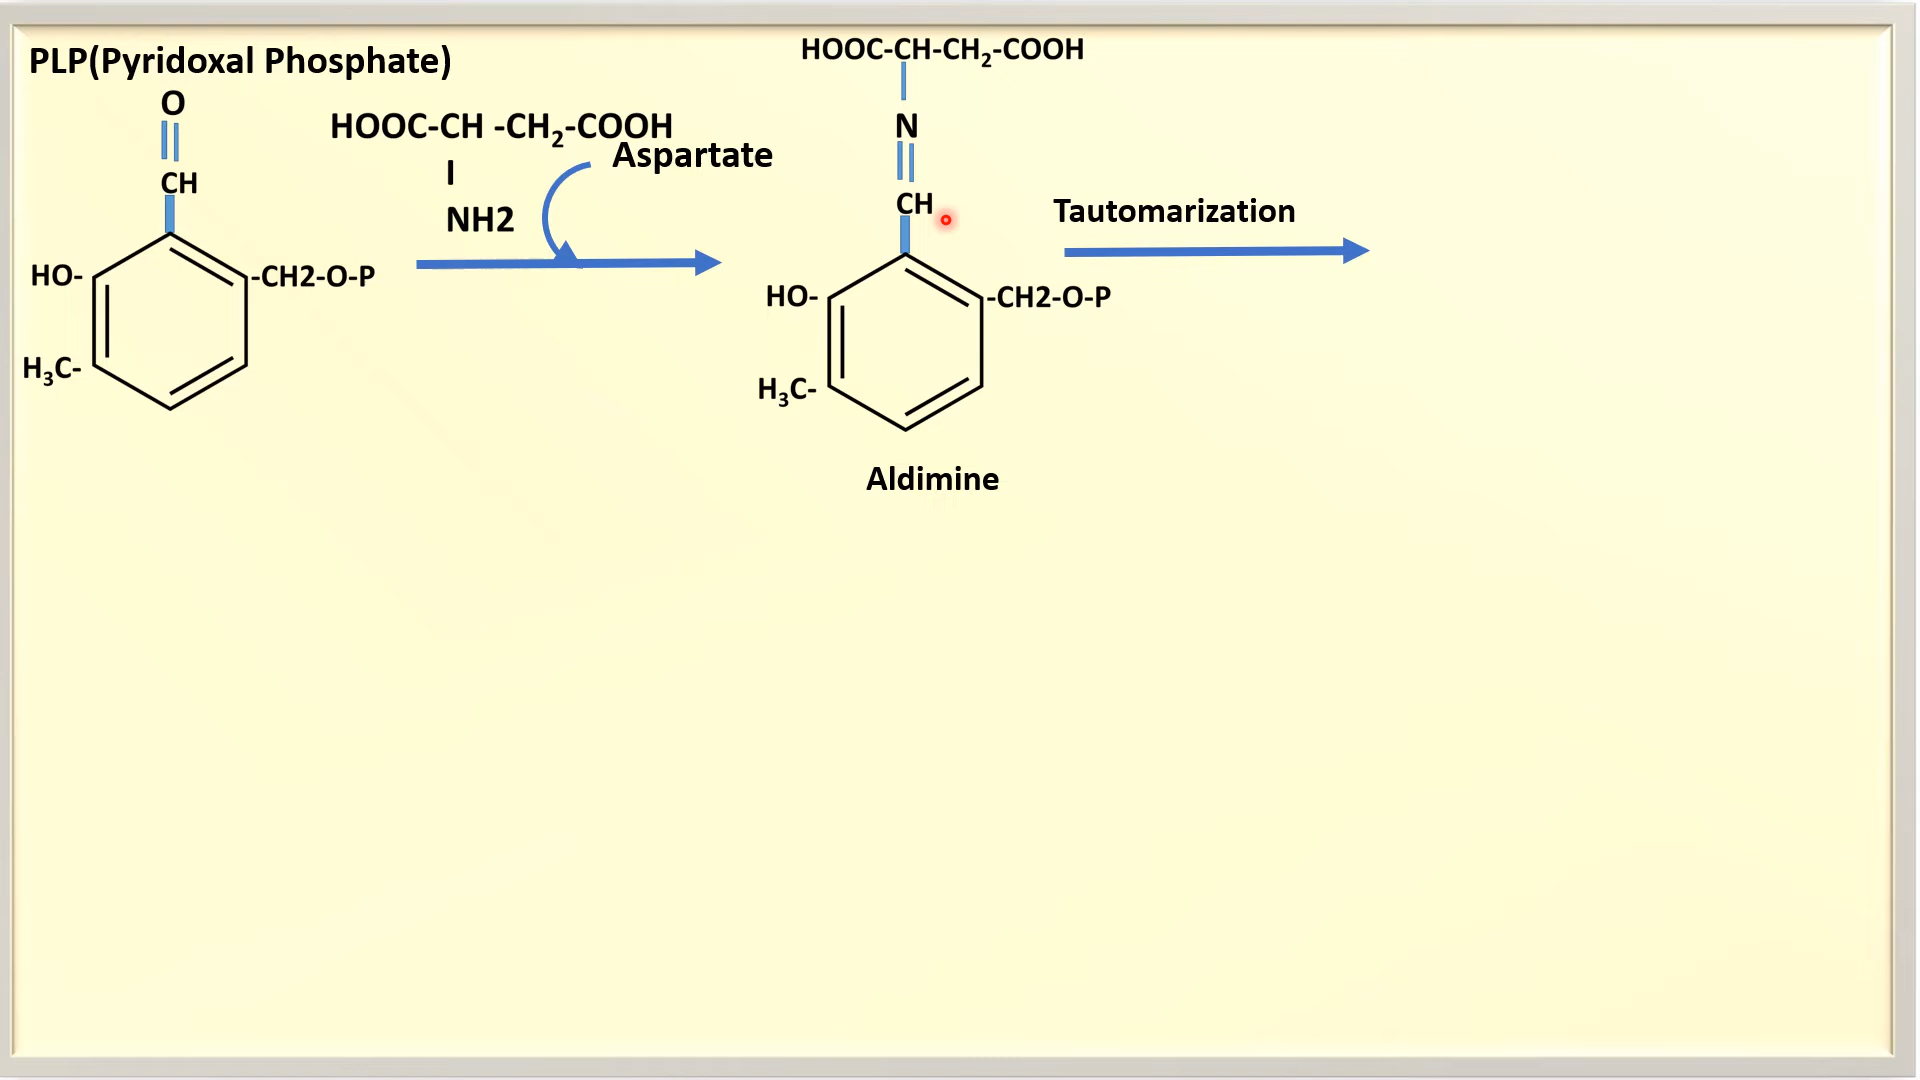 PLP(Pyridoxal Phosphate)
O
CH
HO-
-CH2-O-P
H₃C-
HOOC-CH -CH₂-COOH
NH2
Aspartate
HOOC-CH-CH₂-COOH
N
CH
HO-
-CH2-O-P
H₃C-
Aldimine
Tautomarization